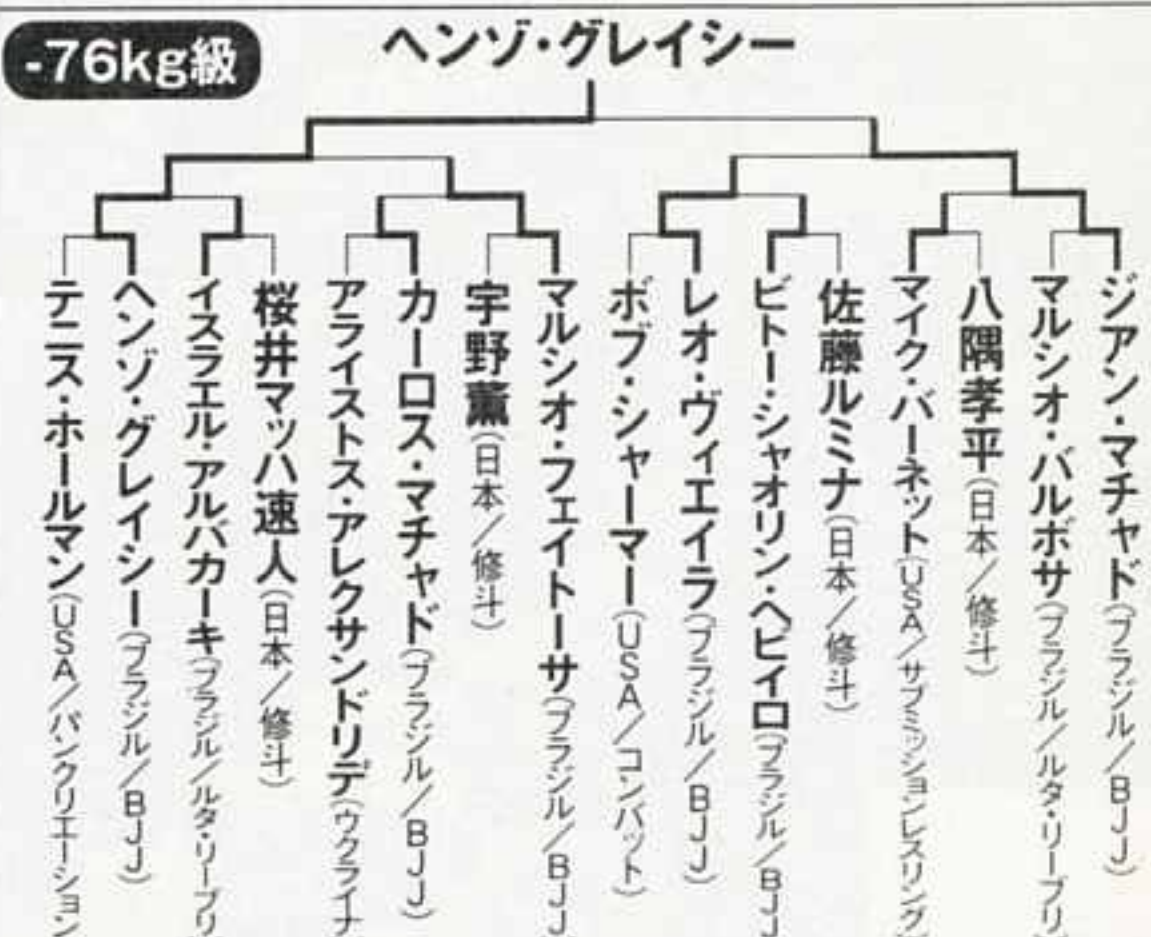 -76kg級
ヘンゾ・グレイシー
テニス・ホールマン(USA/パンクリエーション
ヘンゾ・グレイシー(ブラジル/BJJ)
イスラエル・アルバカーキ(ブラジル/ルタ・リーブリ
桜井マッハ速人(日本/修斗)
アライストス・アレクサンドリデ(ウクライナ
カーロス・マチャド(ブラジル/BJJ)
宇野薫(日本/修斗)
マルシオ・フェイトーサ(ブラジル/BJJ
ボブ・シャーマー(USA/コンバット)
レオ・ヴィエイラ(ブラジル/BJJ)
ビトー・シャオリン・ヘビイロ(ブラジル/BJJ
佐藤ルミナ(日本/修斗)
マイク・バーネット(USA/サブミッションレスリング)
八隅孝平(日本/修斗)
マルシオ・バルボサ(ブラジル/ルタ・リーブリ)
ジアン・マチャド(ブラジル/BJJ)